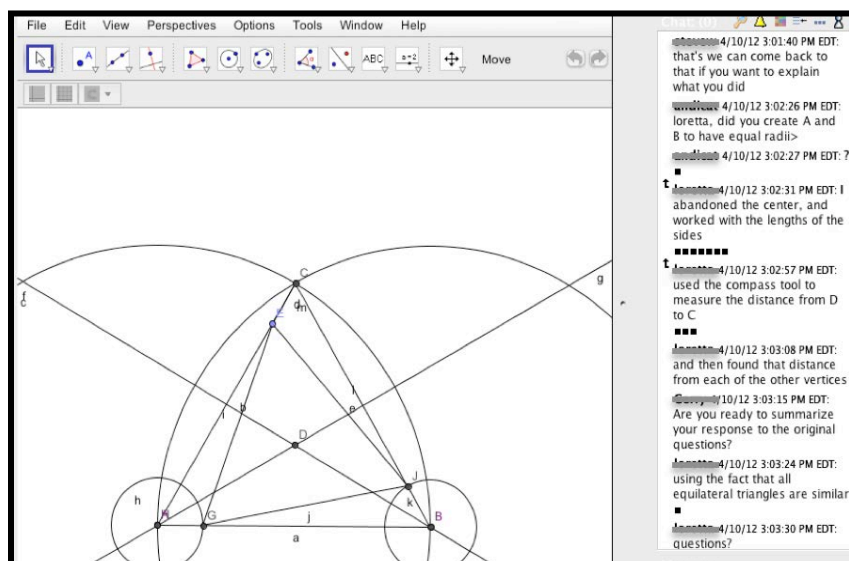 File Edit View Perspectives Options Tools Window Help
ABC a=2 Move
4/10/12 3:01:40 PM EDT:
that's we can come back to
that if you want to explain
what you did
4/10/12 3:02:26 PM EDT:
loretta, did you create A and
B to have equal radii>
4/10/12 3:02:27 PM EDT: ?
4/10/12 3:02:31 PM EDT: I
abandoned the center, and
worked with the lengths of the
sides
4/10/12 3:02:57 PM EDT:
used the compass tool to
measure the distance from D
to C
4/10/12 3:03:08 PM EDT:
and then found that distance
from each of the other vertices
4/10/12 3:03:15 PM EDT:
Are you ready to summarize
your response to the original
questions?
4/10/12 3:03:24 PM EDT:
using the fact that all
equilateral triangles are similar
4/10/12 3:03:30 PM EDT:
questions?
C
g
c
m
i
b
l
e
D
J
h
k
G
j
B
a